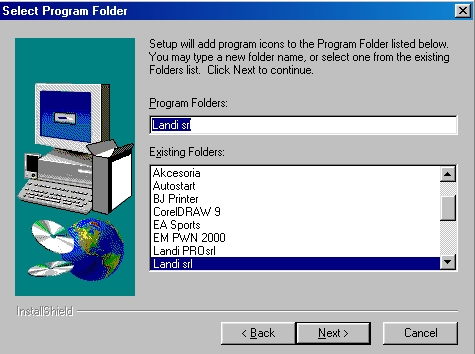 Select Program Folder
Setup will add program icons to the Program Folder listed below.
You may type a new folder name, or select one from the existing
Folders list. Click Next to continue.
Program Folders:
Landi srl
Existing Folders:
Akcesoria
Autostart
BJ Printer
CorelDRAW 9
EA Sports
EM PWN 2000
Landi PROsrl
Landi srl
InstallShield
< Back
Next >
Cancel